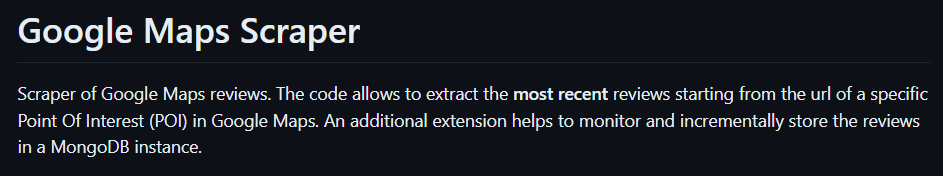 Google Maps Scraper
Scraper of Google Maps reviews. The code allows to extract the most recent reviews starting from the url of a specific
Point Of Interest (POI) in Google Maps. An additional extension helps to monitor and incrementally store the reviews
in a MongoDB instance.